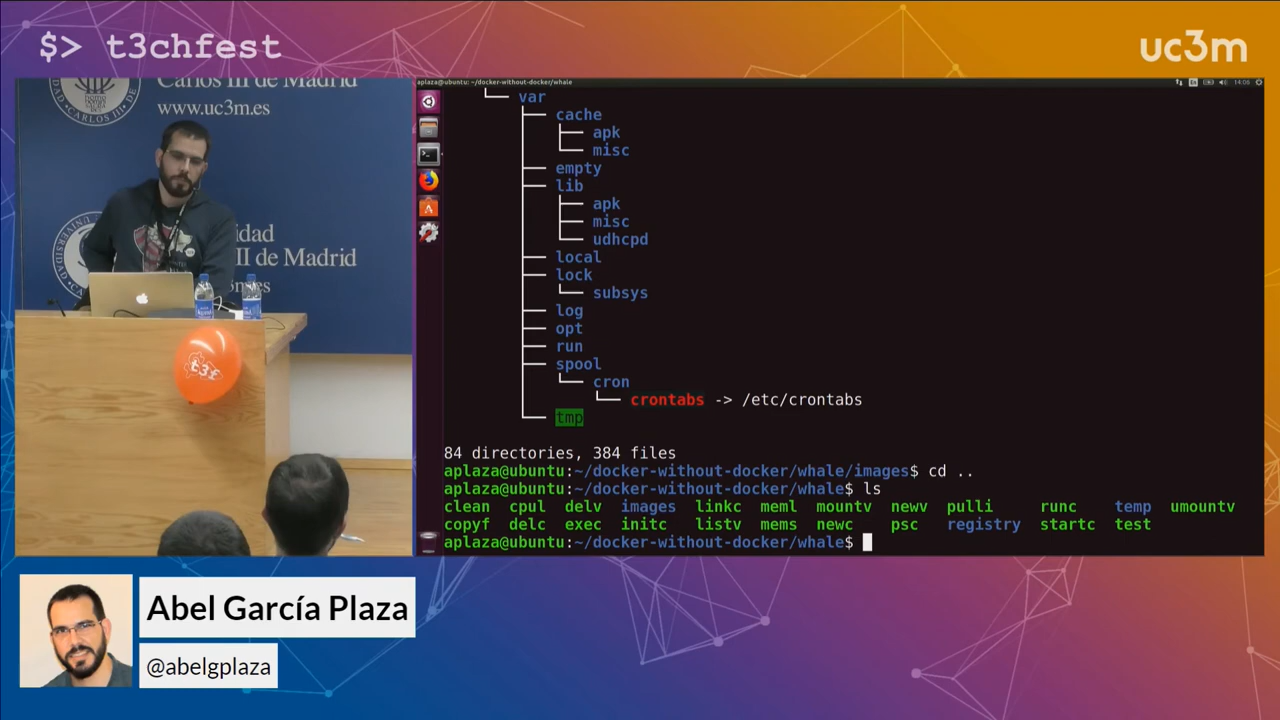 $> t3chfest
uc3m
Carlos III de Madrid
www.uc3m.es
idad
II de Madrid
t3f
aplaza@ubuntu: ~/docker-without-docker/whale
14:06
└── var
├── cache
├── apk
└── misc
├── empty
├── lib
├── apk
├── misc
└── udhcpd
├── local
├── lock
└── subsys
├── log
├── opt
├── run
├── spool
└── cron
└── crontabs -> /etc/crontabs
└── tmp
84 directories, 384 files
aplaza@ubuntu:~/docker-without-docker/whale/images$ cd ..
aplaza@ubuntu:~/docker-without-docker/whale$ ls
clean cpul delv images linkc meml mountv newv pulli runc temp umountv
copyf delc exec initc listv mems newc psc registry startc test
aplaza@ubuntu:~/docker-without-docker/whale$
Abel García Plaza
@abelgplaza